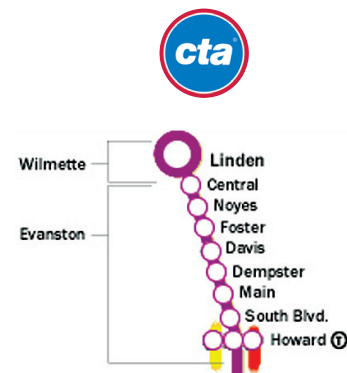 cta
Wilmette
Linden
Central
Noyes
Foster
Evanston
Davis
Dempster
Main
South Blvd.
Howard T